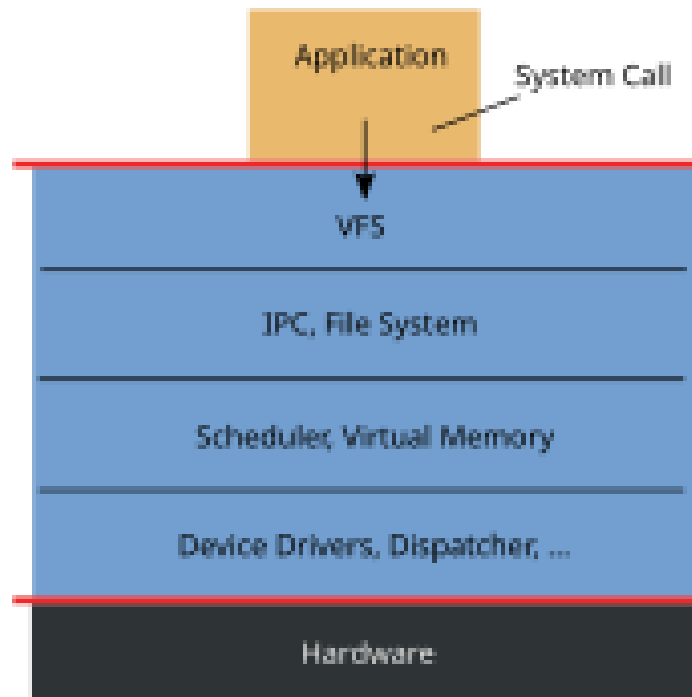 Application
System Call
VFS
IPC, File System
Scheduler, Virtual Memory
Device Drivers, Dispatcher, ...
Hardware